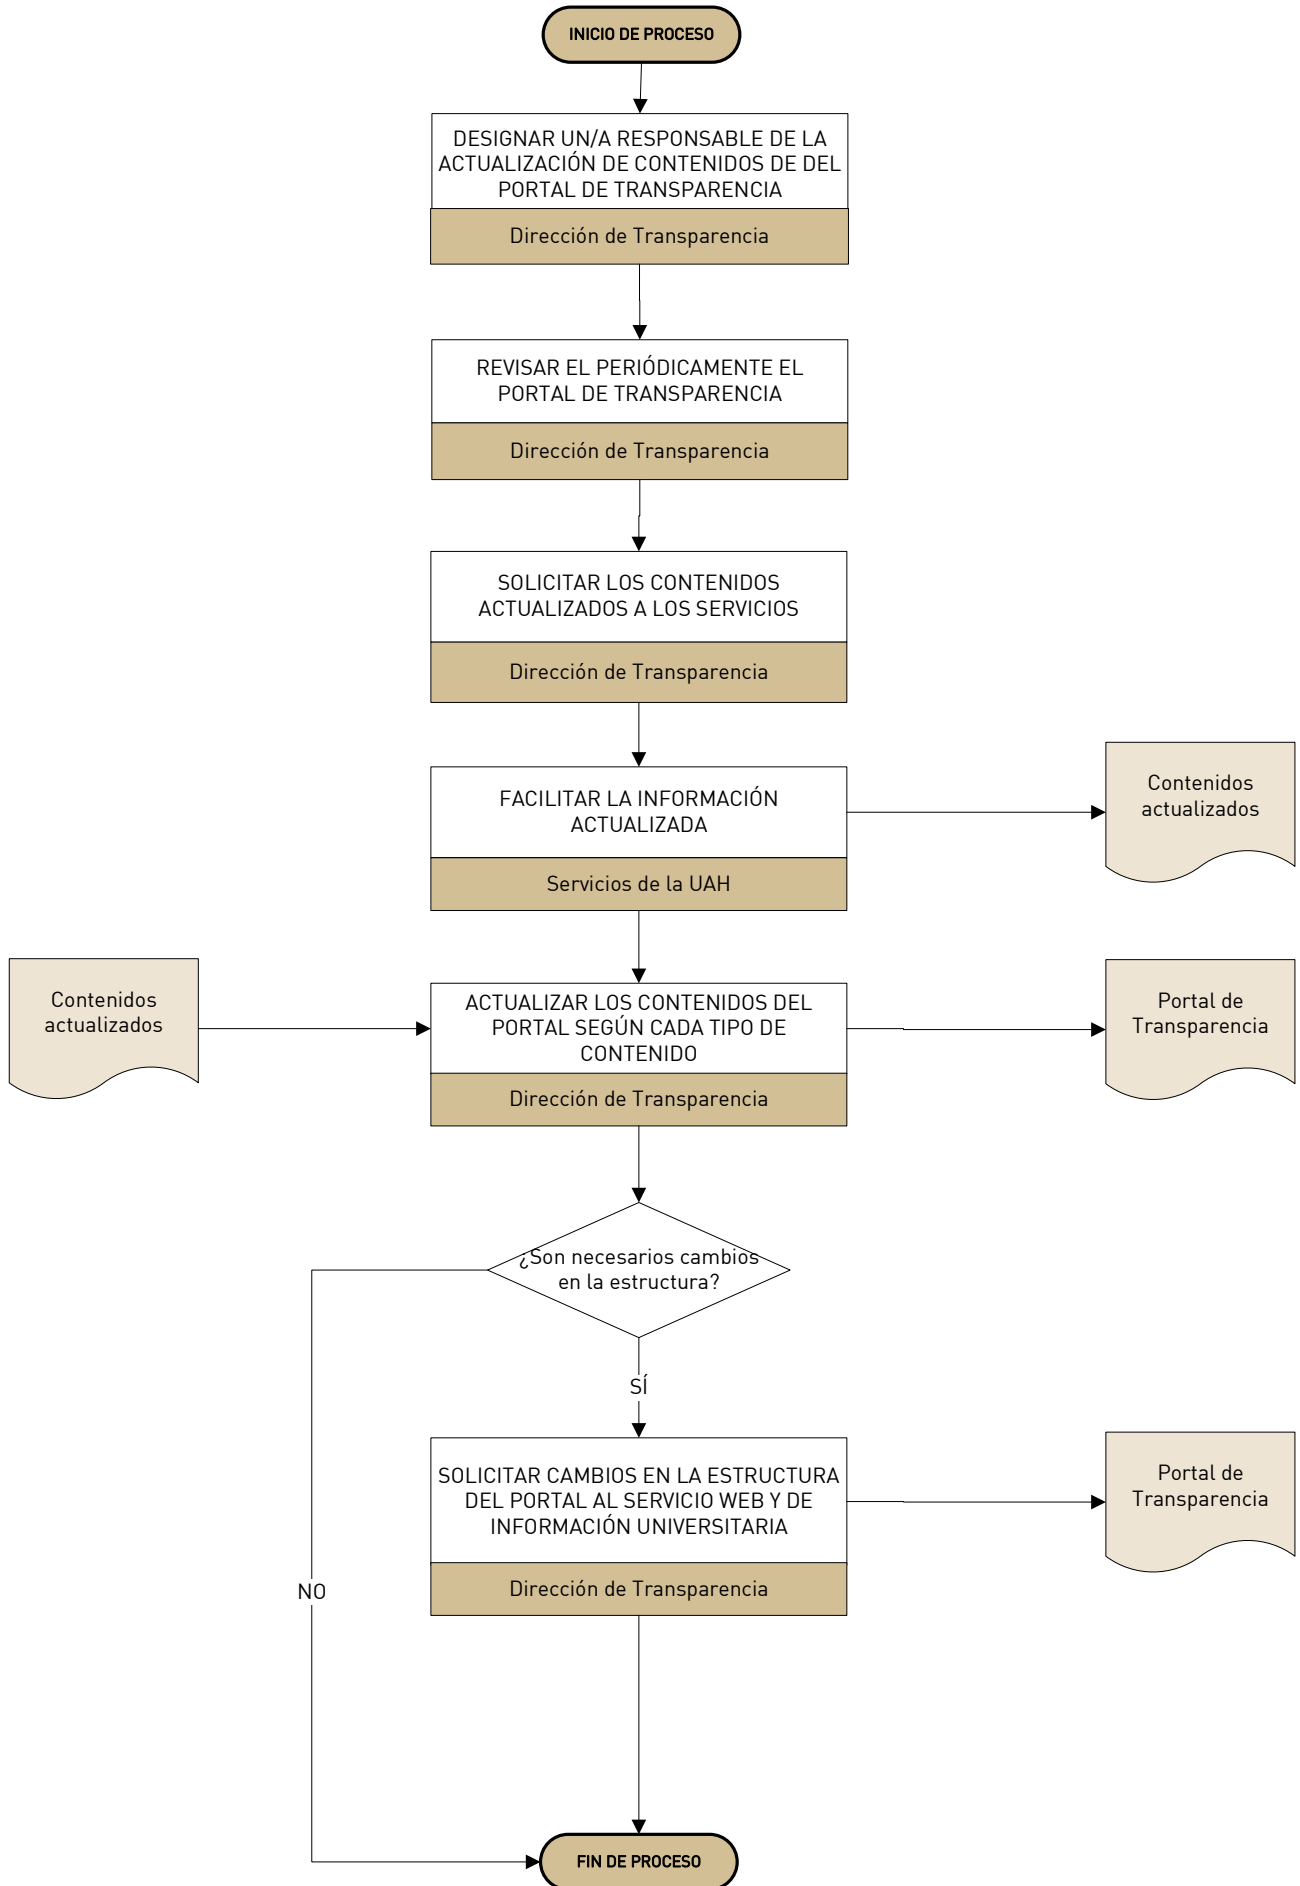 INICIO DE PROCESO
DESIGNAR UN/A RESPONSABLE DE LA
ACTUALIZACIÓN DE CONTENIDOS DE DEL
PORTAL DE TRANSPARENCIA
Dirección de Transparencia
REVISAR EL PERIÓDICAMENTE EL
PORTAL DE TRANSPARENCIA
Dirección de Transparencia
SOLICITAR LOS CONTENIDOS
ACTUALIZADOS A LOS SERVICIOS
Dirección de Transparencia
FACILITAR LA INFORMACIÓN
ACTUALIZADA
Servicios de la UAH
Contenidos
actualizados
Contenidos
actualizados
ACTUALIZAR LOS CONTENIDOS DEL
PORTAL SEGÚN CADA TIPO DE
CONTENIDO
Dirección de Transparencia
Portal de
Transparencia
¿Son necesarios cambios
en la estructura?
SÍ
SOLICITAR CAMBIOS EN LA ESTRUCTURA
DEL PORTAL AL SERVICIO WEB Y DE
INFORMACIÓN UNIVERSITARIA
Dirección de Transparencia
Portal de
Transparencia
NO
FIN DE PROCESO